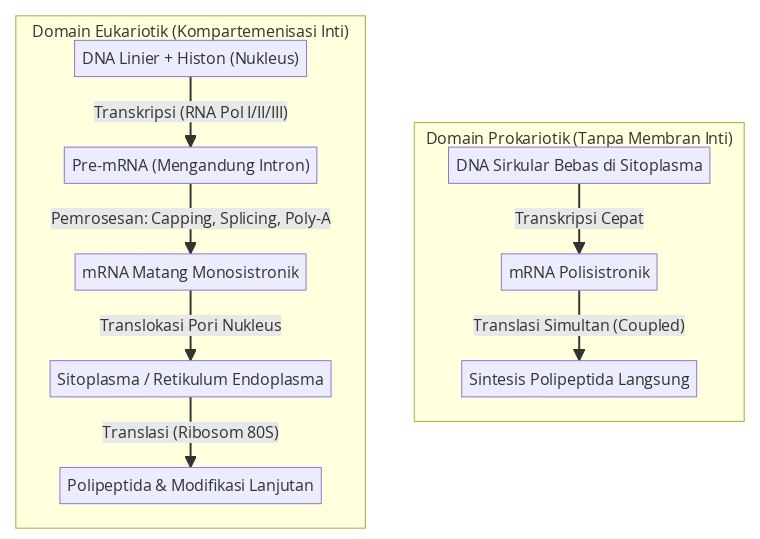 Domain Eukariotik (Kompartemenisasi Inti)
DNA Linier + Histon (Nukleus)
Transkripsi (RNA Pol I/II/III)
Pre-mRNA (Mengandung Intron)
Pemrosesan: Capping, Splicing, Poly-A
mRNA Matang Monosistronik
Translokasi Pori Nukleus
Sitoplasma / Retikulum Endoplasma
Translasi (Ribosom 80S)
Polipeptida & Modifikasi Lanjutan
Domain Prokariotik (Tanpa Membran Inti)
DNA Sirkular Bebas di Sitoplasma
Transkripsi Cepat
mRNA Polisistronik
Translasi Simultan (Coupled)
Sintesis Polipeptida Langsung